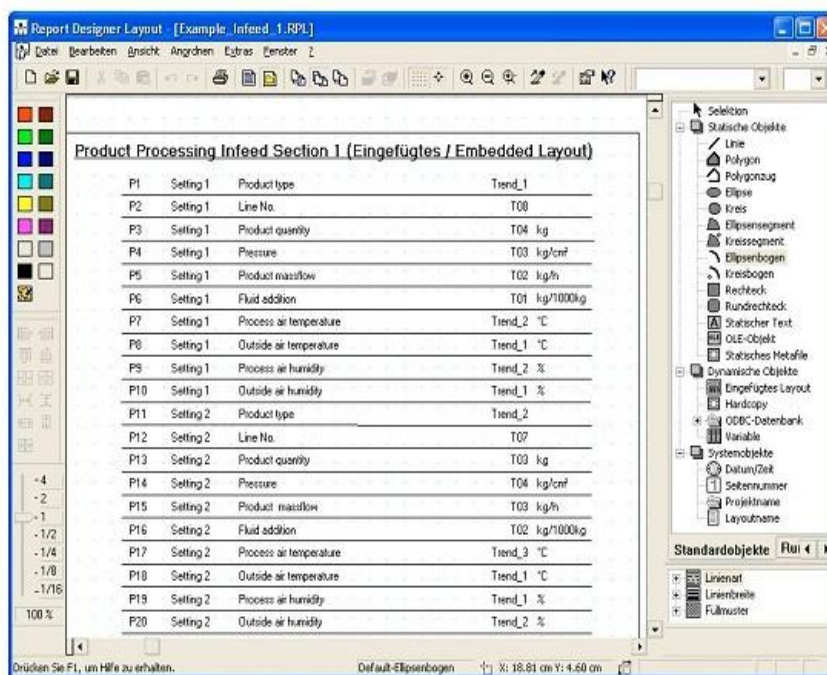 Report Designer Layout - [Example_Infeed_1.RPL]
Datei Bearbeiten Ansicht Anordnen Extras Fenster ?
Product Processing Infeed Section 1 (Eingefügtes / Embedded Layout)
P1 Setting 1 Product type Trend_1
P2 Setting 1 Line No. T08
P3 Setting 1 Product quantity T04 kg
P4 Setting 1 Pressure T03 kg/cm²
P5 Setting 1 Product massflow T02 kg/h
P6 Setting 1 Fluid addition T01 kg/1000kg
P7 Setting 1 Process air temperature Trend_2 °C
P8 Setting 1 Outside air temperature Trend_1 °C
P9 Setting 1 Process air humidity Trend_2 %
P10 Setting 1 Outside air humidity Trend_1 %
P11 Setting 2 Product type Trend_2
P12 Setting 2 Line No. T07
P13 Setting 2 Product quantity T03 kg
P14 Setting 2 Pressure T04 kg/cm²
P15 Setting 2 Product massflow T03 kg/h
P16 Setting 2 Fluid addition T02 kg/1000kg
P17 Setting 2 Process air temperature Trend_3 °C
P18 Setting 2 Outside air temperature Trend_1 °C
P19 Setting 2 Process air humidity Trend_1 %
P20 Setting 2 Outside air humidity Trend_2 %
-4
-2
-1
-1/2
-1/4
-1/8
-1/16
100 %
Selektion
Statische Objekte
Linie
Polygon
Polygonzug
Ellipse
Kreis
Ellipsensegment
Kreissegment
Ellipsenbogen
Kreisbogen
Rechteck
Rundrechteck
Statischer Text
OLE-Objekt
Statisches Metafile
Dynamische Objekte
Eingefügtes Layout
Hardcopy
ODBC-Datenbank
Variable
Systemobjekte
Datum/Zeit
Seitennummer
Projektname
Layoutname
Standardobjekte
Linienart
Linienbreite
Füllmuster
Drücken Sie F1, um Hilfe zu erhalten. Default-Ellipsenbogen X: 18.81 cm Y: 4.60 cm